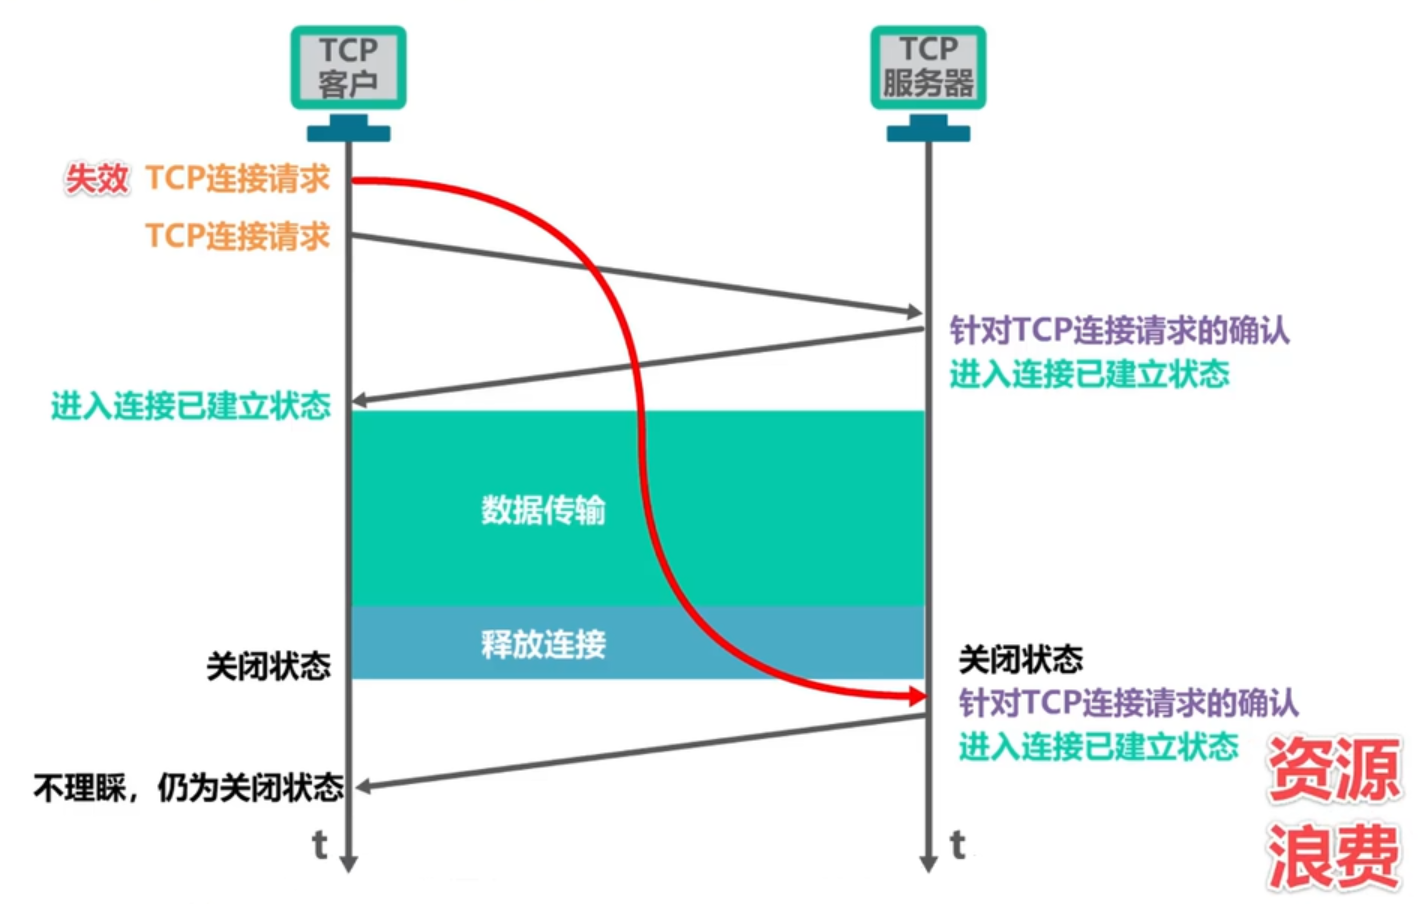 TCP
客户
TCP
服务器
失效 TCP连接请求
TCP连接请求
针对TCP连接请求的确认
进入连接已建立状态
进入连接已建立状态
数据传输
释放连接
关闭状态
关闭状态
针对TCP连接请求的确认
进入连接已建立状态
不理睬，仍为关闭状态
资源
浪费
t
t